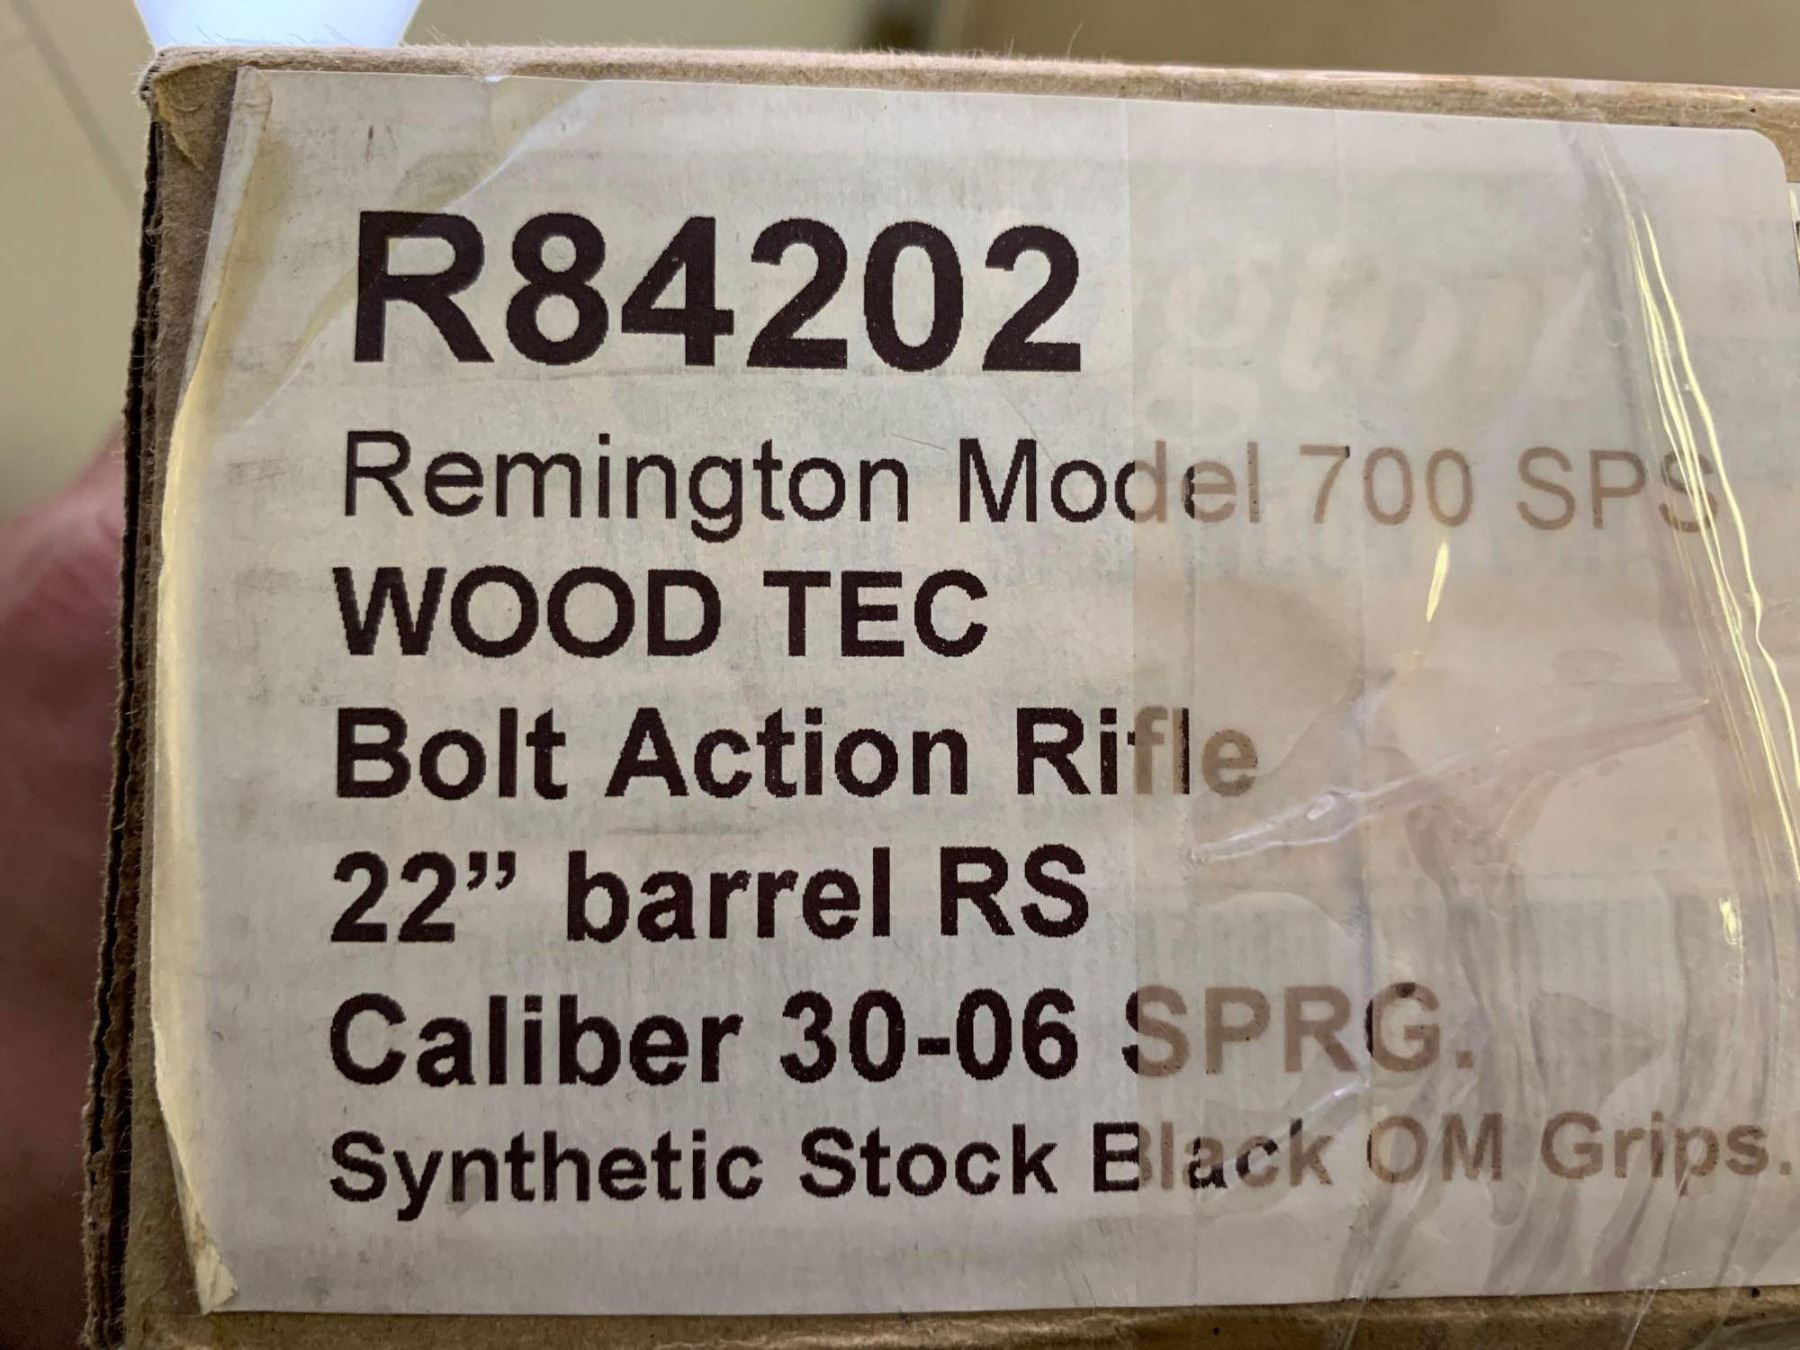 R84202
Remington Model 700 SPS
WOOD TEC
Bolt Action Rifle
22” barrel RS
Caliber 30-06 SPRG.
Synthetic Stock Black OM Grips.